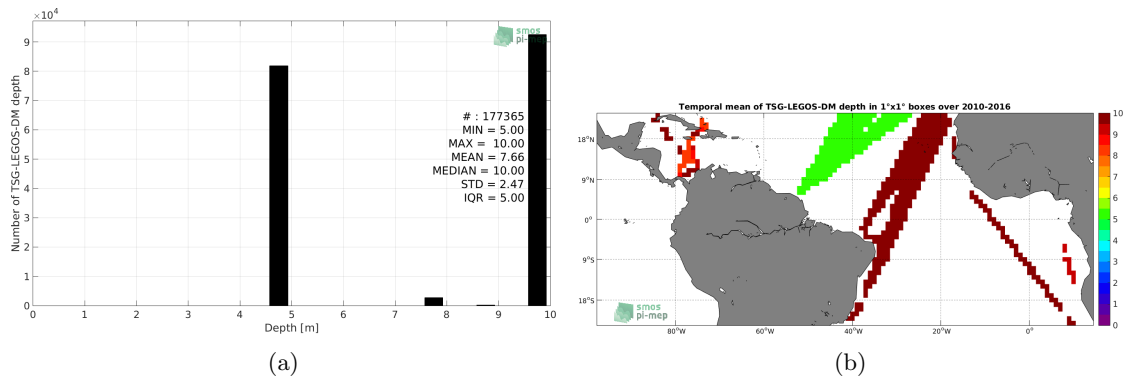 ×10⁴
smos
pi-mep
9
8
7
6
5
4
3
2
1
0
Number of TSG-LEGOS-DM depth
# : 177365
MIN = 5.00
MAX = 10.00
MEAN = 7.66
MEDIAN = 10.00
STD = 2.47
IQR = 5.00
0 1 2 3 4 5 6 7 8 9 10
Depth [m]
(a)
Temporal mean of TSG-LEGOS-DM depth in 1°x1° boxes over 2010-2016
18°N
9°N
0°
9°S
18°S
80°W 60°W 40°W 20°W 0°
smos
pi-mep
10
9
8
7
6
5
4
3
2
1
0
(b)